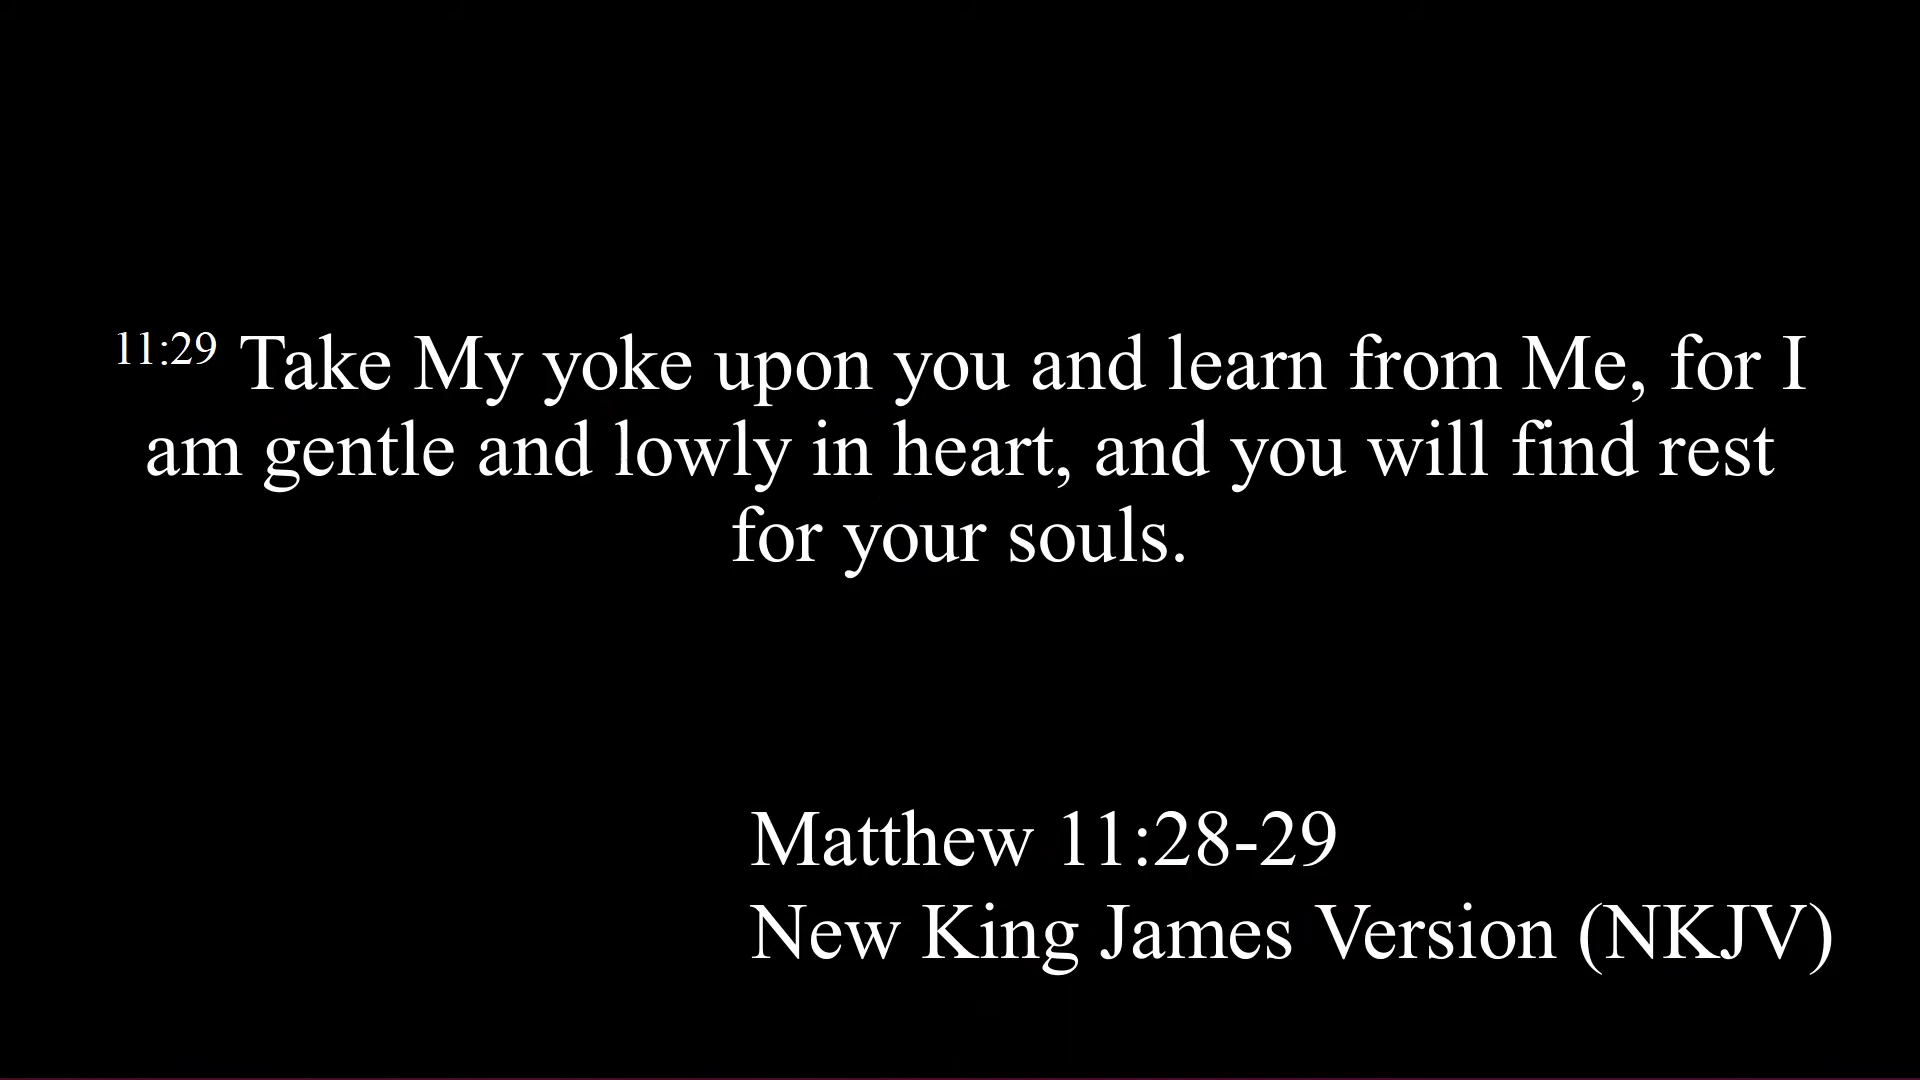 11:29 Take My yoke upon you and learn from Me, for I
am gentle and lowly in heart, and you will find rest
for your souls.
Matthew 11:28-29
New King James Version (NKJV)